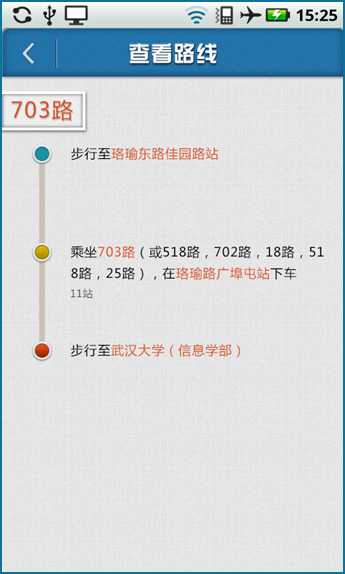 15:25
查看路线
703路
步行至珞瑜东路佳园路站
乘坐703路（或518路，702路，18路，51
8路，25路），在珞瑜路广埠屯站下车
11站
步行至武汉大学（信息学部）